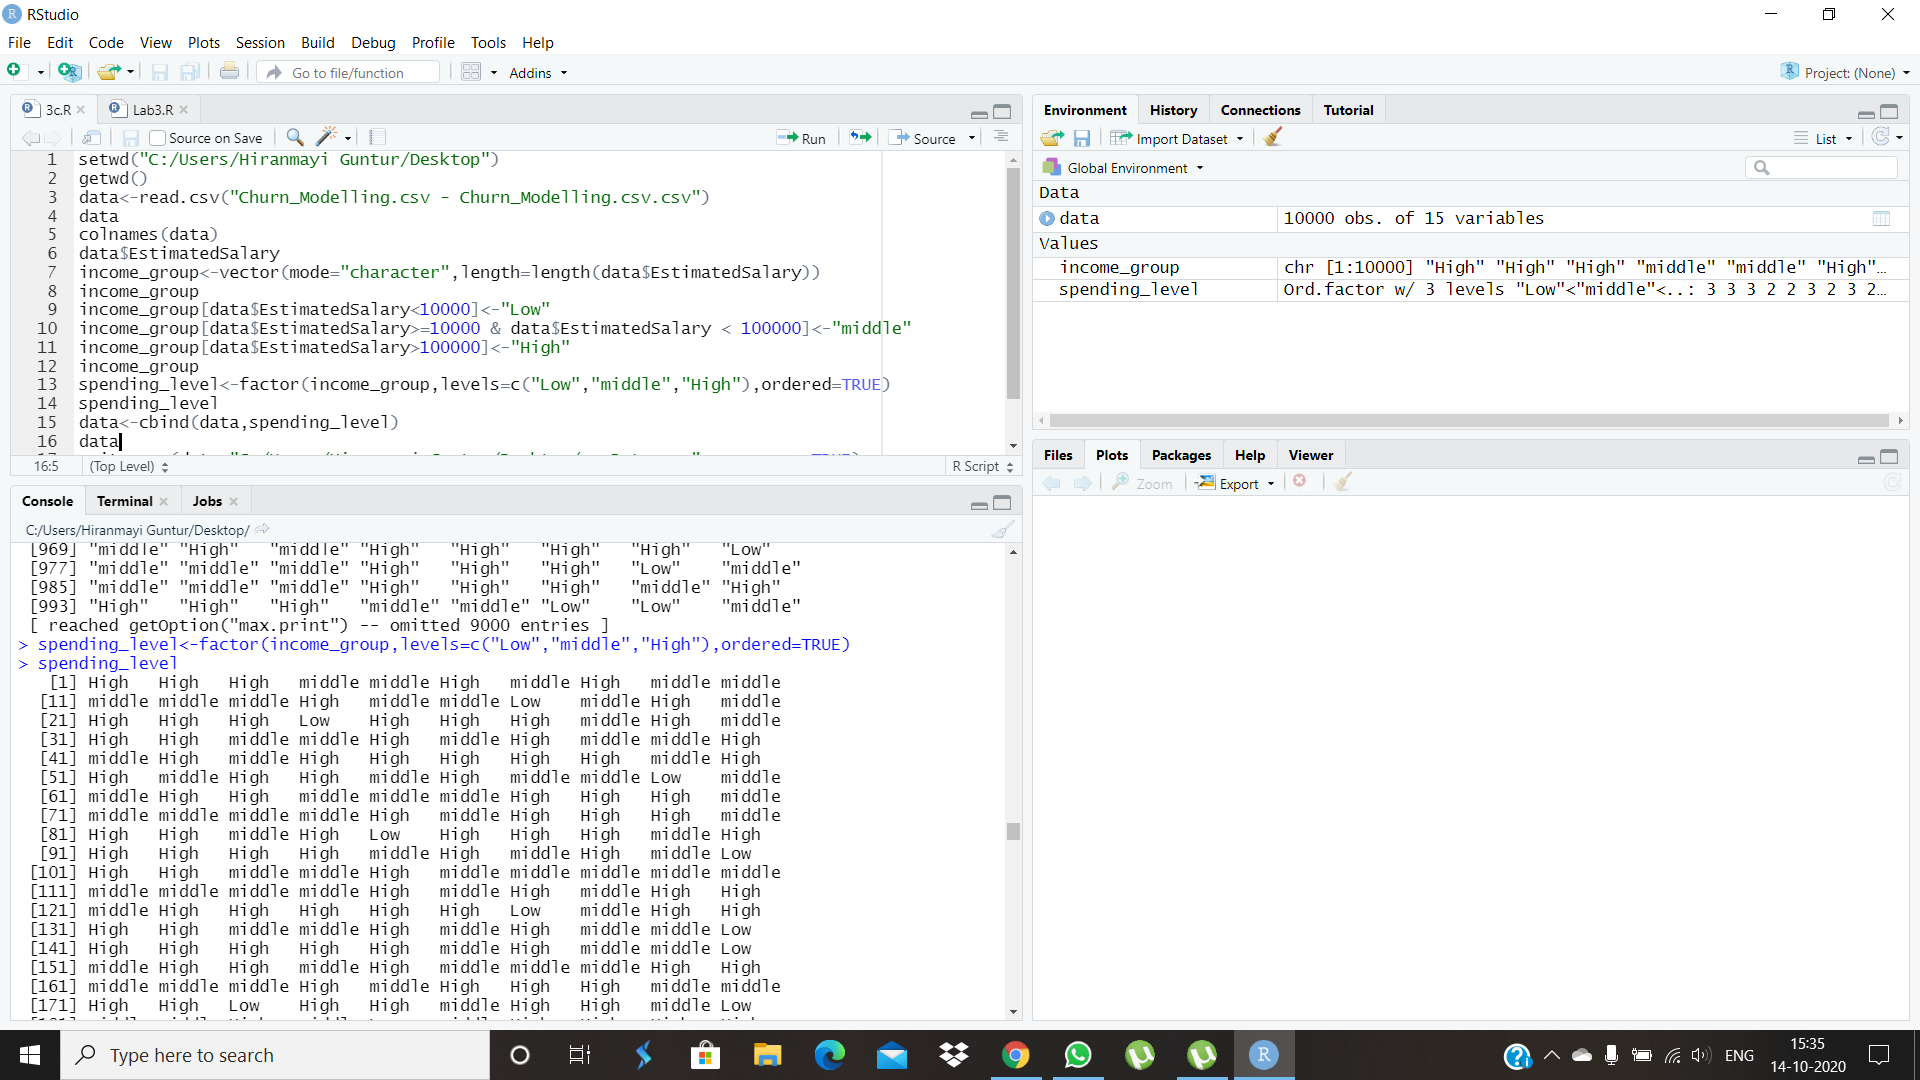 RStudio
File Edit Code View Plots Session Build Debug Profile Tools Help
Go to file/function Addins Project: (None)
3c.R Lab3.R
Source on Save Run Source
1 setwd("C:/Users/Hiranmayi Guntur/Desktop")
2 getwd()
3 data<-read.csv("Churn_Modelling.csv - Churn_Modelling.csv.csv")
4 data
5 colnames(data)
6 data$EstimatedSalary
7 income_group<-vector(mode="character",length=length(data$EstimatedSalary))
8 income_group
9 income_group[data$EstimatedSalary<10000]<-"Low"
10 income_group[data$EstimatedSalary>=10000 & data$EstimatedSalary < 100000]<-"middle"
11 income_group[data$EstimatedSalary>100000]<-"High"
12 income_group
13 spending_level<-factor(income_group,levels=c("Low","middle","High"),ordered=TRUE)
14 spending_level
15 data<-cbind(data,spending_level)
16 data
16:5 (Top Level) R Script
Console Terminal Jobs
C:/Users/Hiranmayi Guntur/Desktop/
[969] "middle" "High" "middle" "High" "High" "High" "High" "Low"
[977] "middle" "middle" "middle" "High" "High" "High" "Low" "middle"
[985] "middle" "middle" "middle" "High" "High" "High" "middle" "High"
[993] "High" "High" "High" "middle" "middle" "Low" "Low" "middle"
[ reached getOption("max.print") -- omitted 9000 entries ]
> spending_level<-factor(income_group,levels=c("Low","middle","High"),ordered=TRUE)
> spending_level
[1] High High High middle middle High middle High middle middle
[11] middle middle middle High middle middle Low middle High middle
[21] High High High Low High High High middle High middle
[31] High High middle middle High middle High middle middle High
[41] middle High middle middle High middle High High middle High
[51] High middle High High middle High middle middle Low middle
[61] middle High High middle middle middle High High High middle
[71] middle middle middle middle High middle High High High middle
[81] High High middle High Low High High High middle High
[91] High High High High middle High middle High middle Low
[101] High High middle High middle middle middle middle middle middle
[111] middle middle middle middle High middle High middle High High
[121] middle High High High High High Low middle High High
[131] High High middle middle High middle High middle middle Low
[141] High High High High High middle High middle middle Low
[151] middle High High middle High middle middle middle High High
[161] middle middle middle High middle High High High middle middle
[171] High High Low High High middle High High middle Low
Environment History Connections Tutorial
Import Dataset List
Global Environment
Data
data 10000 obs. of 15 variables
Values
income_group chr [1:10000] "High" "High" "High" "middle" "middle" "High"…
spending_level Ord.factor w/ 3 levels "Low"<"middle"<..: 3 3 3 2 2 3 2 3 2…
Files Plots Packages Help Viewer
Zoom Export
Type here to search
ENG
15:35
14-10-2020